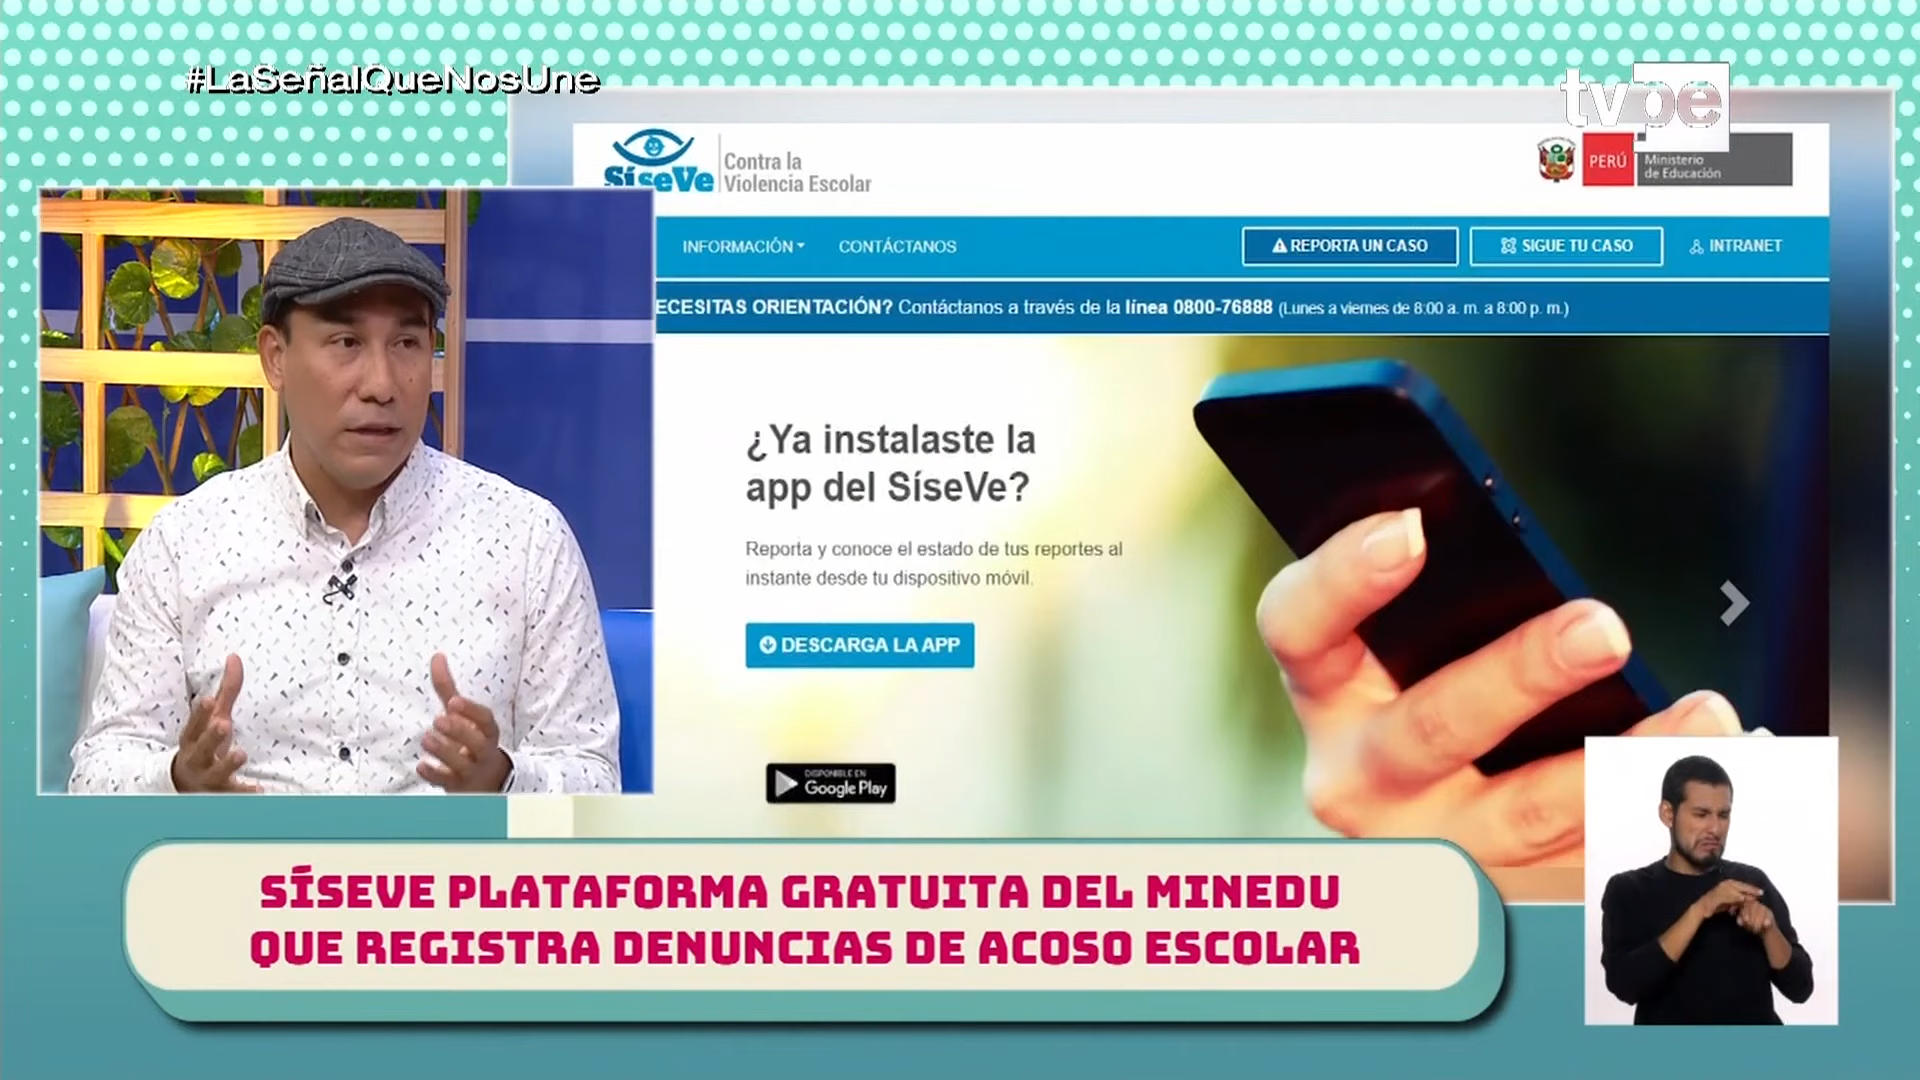 #LaSeñalQueNosUne
tvpe
SíseVe
Contra la
Violencia Escolar
PERÚ
Ministerio
de Educación
INFORMACIÓN
CONTÁCTANOS
REPORTA UN CASO
SIGUE TU CASO
INTRANET
ECESITAS ORIENTACIÓN? Contáctanos a través de la línea 0800-76888 (Lunes a viernes de 8:00 a. m. a 8:00 p. m.)
¿Ya instalaste la
app del SíseVe?
Reporta y conoce el estado de tus reportes al
instante desde tu dispositivo móvil.
DESCARGA LA APP
DISPONIBLE EN
Google Play
SÍSEVE PLATAFORMA GRATUITA DEL MINEDU
QUE REGISTRA DENUNCIAS DE ACOSO ESCOLAR